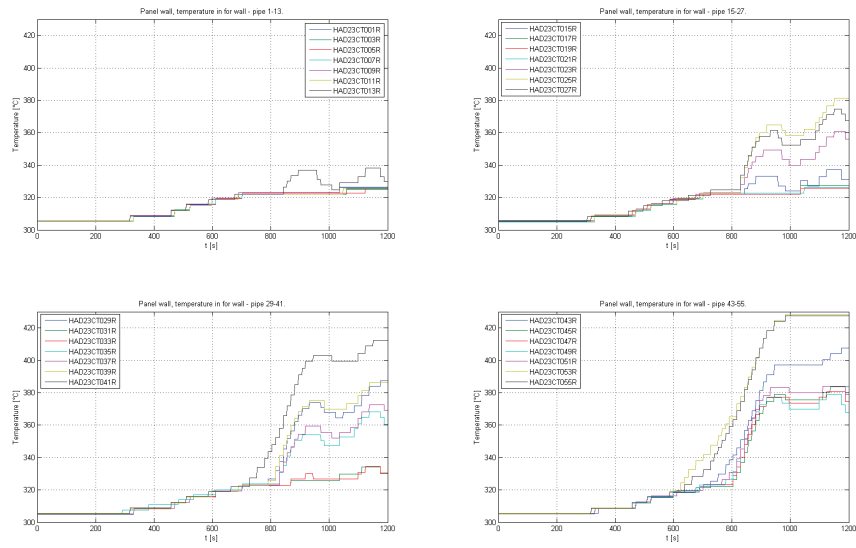 Panel wall, temperature in for wall - pipe 1-13.
430
420
400
380
360
340
320
300
Temperature [°C]
HAD23CT001R
HAD23CT003R
HAD23CT005R
HAD23CT007R
HAD23CT009R
HAD23CT011R
HAD23CT013R
0 200 400 600 800 1000 1200
t [s]
Panel wall, temperature in for wall - pipe 15-27.
420
400
380
360
340
320
300
Temperature [°C]
HAD23CT015R
HAD23CT017R
HAD23CT019R
HAD23CT021R
HAD23CT023R
HAD23CT025R
HAD23CT027R
0 200 400 600 800 1000 1200
t [s]
Panel wall, temperature in for wall - pipe 29-41.
420
400
380
360
340
320
300
Temperature [°C]
HAD23CT029R
HAD23CT031R
HAD23CT033R
HAD23CT035R
HAD23CT037R
HAD23CT039R
HAD23CT041R
0 200 400 600 800 1000 1200
t [s]
Panel wall, temperature in for wall - pipe 43-55.
420
400
380
360
340
320
300
Temperature [°C]
HAD23CT043R
HAD23CT045R
HAD23CT047R
HAD23CT049R
HAD23CT051R
HAD23CT053R
HAD23CT055R
0 200 400 600 800 1000 1200
t [s]